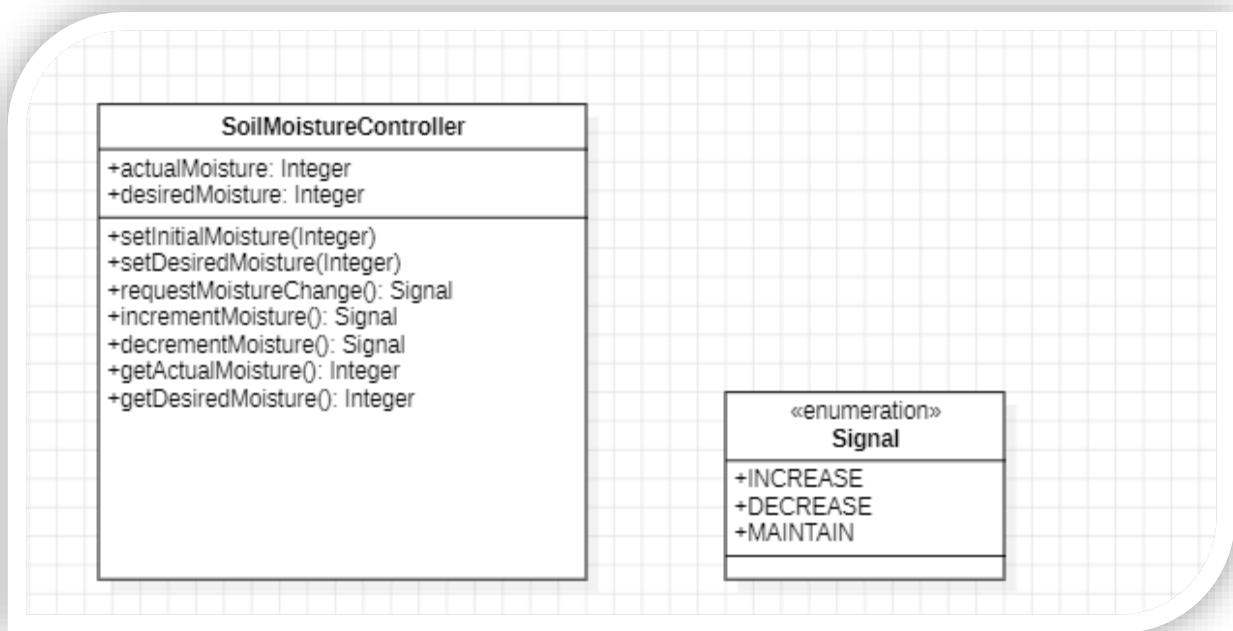 SoilMoistureController
+actualMoisture: Integer
+desiredMoisture: Integer
+setInitialMoisture(Integer)
+setDesiredMoisture(Integer)
+requestMoistureChange(): Signal
+incrementMoisture(): Signal
+decrementMoisture(): Signal
+getActualMoisture(): Integer
+getDesiredMoisture(): Integer
«enumeration»
Signal
+INCREASE
+DECREASE
+MAINTAIN